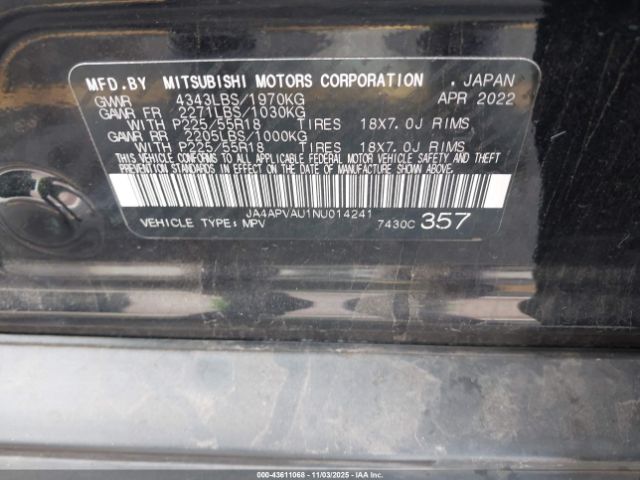 MFD.BY MITSUBISHI MOTORS CORPORATION . JAPAN
GVWR 4343LBS/1970KG APR 2022
GAWR FR 2271LBS/1030KG
WITH P225/55R18 TIRES 18X7.0J RIMS
GAWR RR 2205LBS/1000KG
WITH P225/55R18 TIRES 18X7.0J RIMS
THIS VEHICLE CONFORMS TO ALL APPLICABLE FEDERAL MOTOR VEHICLE SAFETY AND THEFT
PREVENTION STANDARDS IN EFFECT ON THE DATE OF MANUFACTURE SHOWN ABOVE.
JA4APVAU1NU014241
VEHICLE TYPE: MPV 7430C 357
IAA - 43611068 - 11/03/2025 - IAAI.com